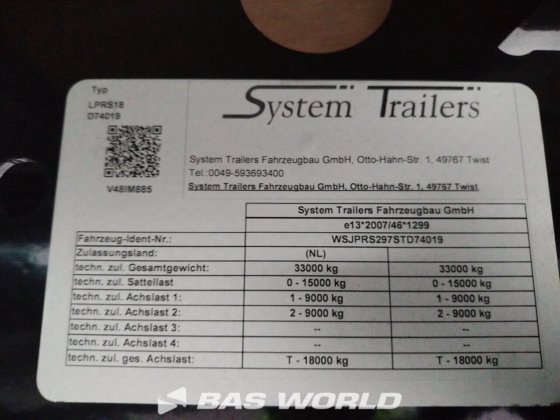 Typ
LPRS18
D74019
V48IM885
System Trailers
System Trailers Fahrzeugbau GmbH, Otto-Hahn-Str. 1, 49767 Twist
Tel.:0049-593693400
System Trailers Fahrzeugbau GmbH, Otto-Hahn-Str. 1, 49767 Twist
System Trailers Fahrzeugbau GmbH
e13*2007/46*1299
Fahrzeug-Ident-Nr.: WSJPRS297STD74019
Zulassungsland: (NL)
techn. zul. Gesamtgewicht: 33000 kg 33000 kg
techn. zul. Sattellast 0 - 15000 kg 0 - 15000 kg
techn. zul. Achslast 1: 1 - 9000 kg 1 - 9000 kg
techn. zul. Achslast 2: 2 - 9000 kg 2 - 9000 kg
techn. zul. Achslast 3: -- --
techn. zul. Achslast 4: -- --
techn. zul. ges. Achslast: T - 18000 kg T - 18000 kg
BAS WORLD